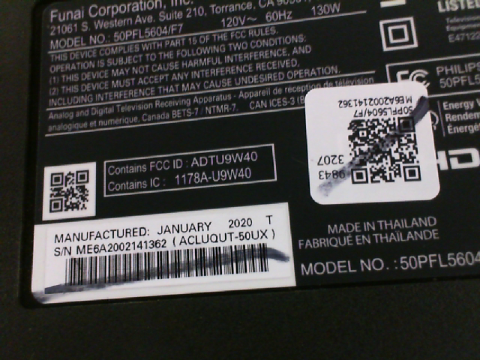 Funai Corporation, Inc.
21061 S. Western Ave. Suite 210, Torrance, CA
MODEL NO.: 50PFL5604/F7 120V~ 60Hz 130W
THIS DEVICE COMPLIES WITH PART 15 OF THE FCC RULES.
OPERATION IS SUBJECT TO THE FOLLOWING TWO CONDITIONS:
(1) THIS DEVICE MAY NOT CAUSE HARMFUL INTERFERENCE, AND
(2) THIS DEVICE MUST ACCEPT ANY INTERFERENCE RECEIVED,
INCLUDING INTERFERENCE THAT MAY CAUSE UNDESIRED OPERATION.
Analog and Digital Television Receiving Apparatus - Appareil de réception de télévision
analogique et numérique, Canada BETS-7 / NTMR-7. CAN ICES-3 (B
LISTE
E47122
PHILIPS
50PFL5
50PFL5604/F7
ME6A2002141362
3207
9843
Energy
HD
Contains FCC ID : ADTU9W40
Contains IC : 1178A-U9W40
MANUFACTURED: JANUARY 2020 T
S/N ME6A2002141362 (ACLUQUT-50UX)
MADE IN THAILAND
FABRIQUÉ EN THAÏLANDE
MODEL NO. :50PFL5604